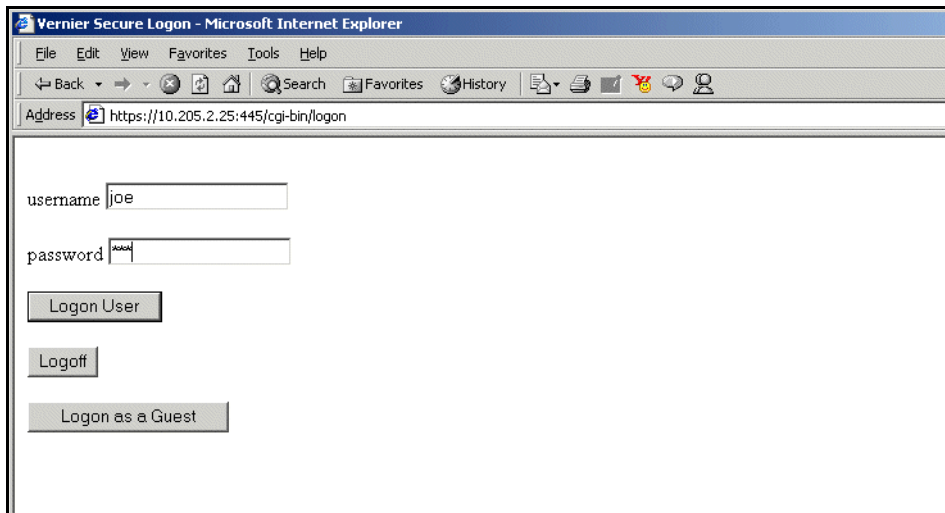 Vernier Secure Logon - Microsoft Internet Explorer
File Edit View Favorites Tools Help
Back Search Favorites History
Address https://10.205.2.25:445/cgi-bin/logon
username joe
password ****
Logon User
Logoff
Logon as a Guest